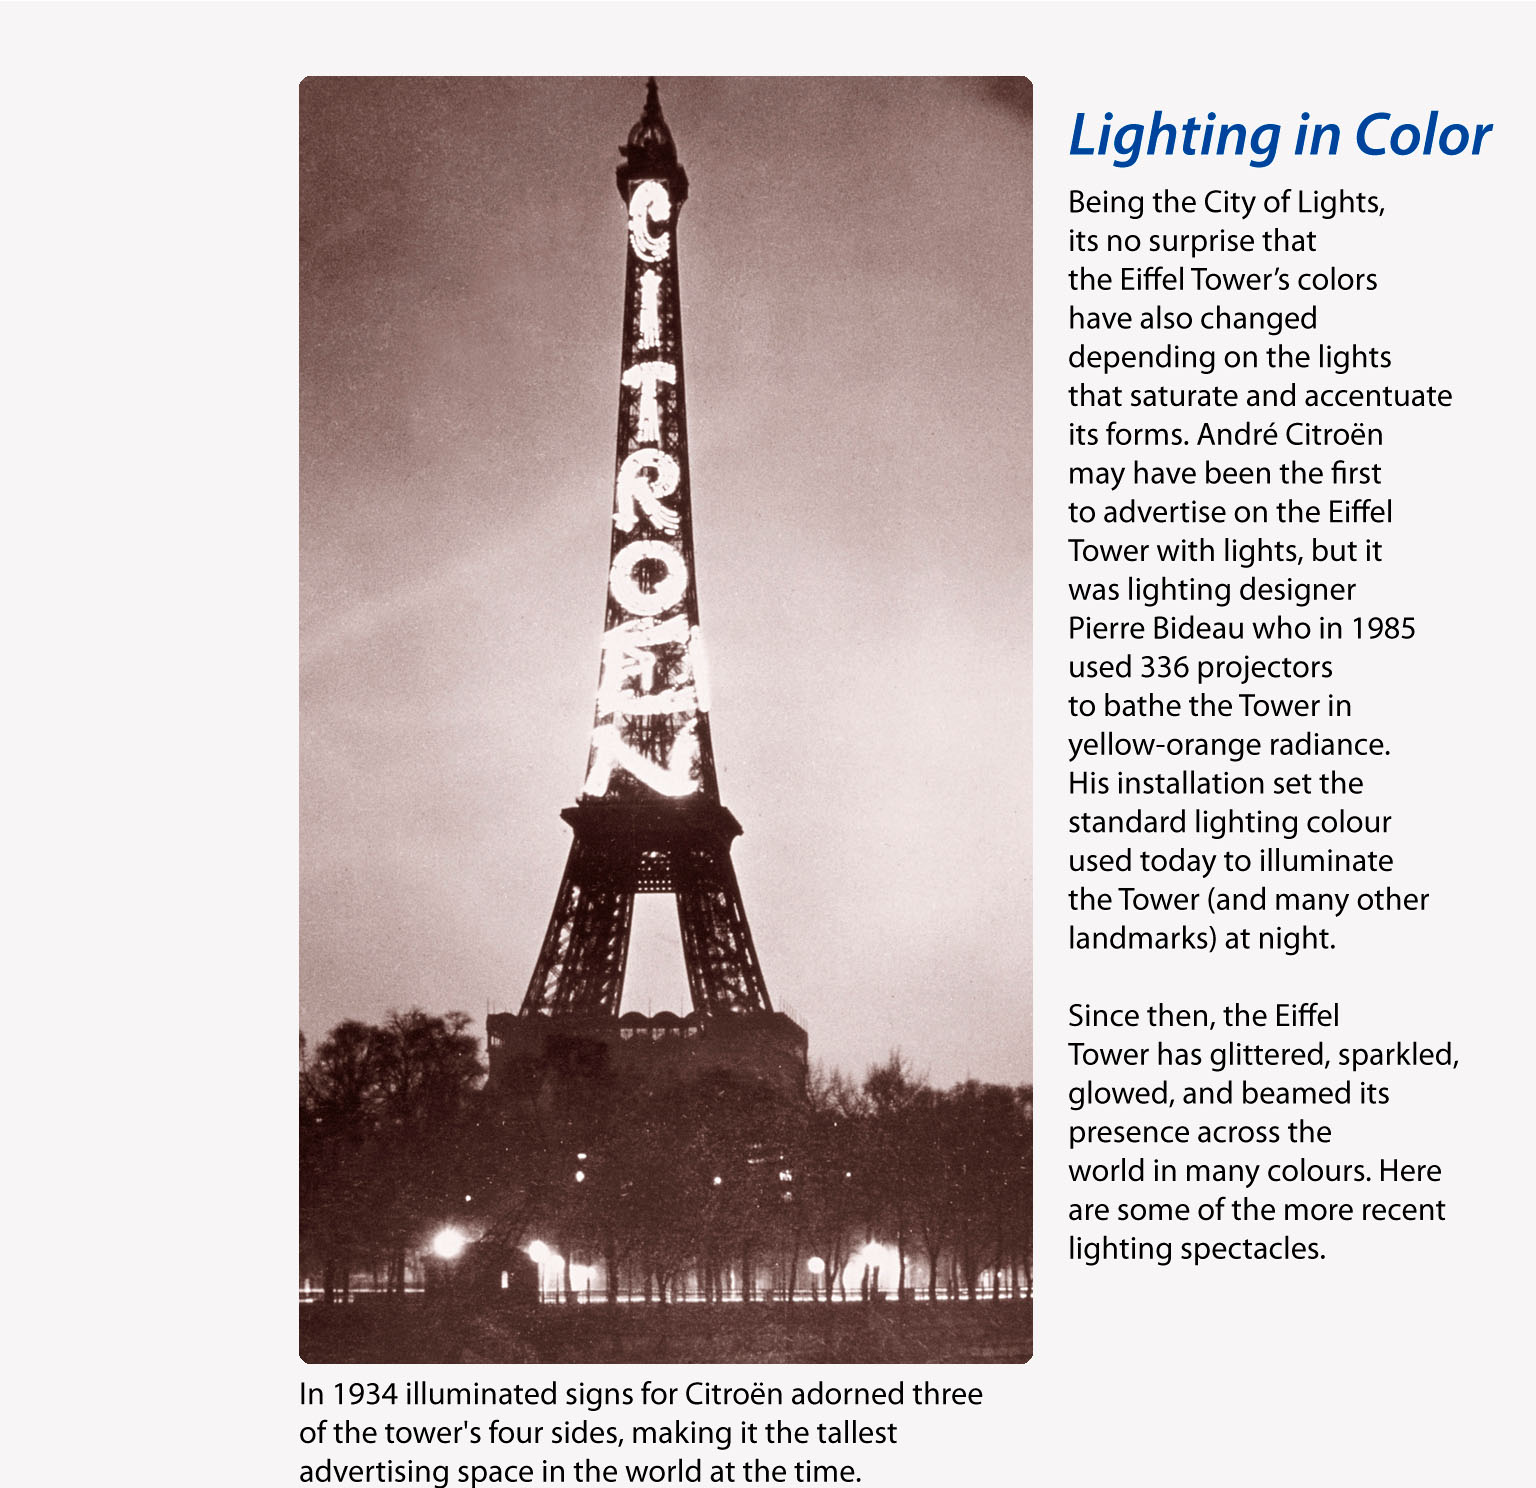 Lighting in Color
Being the City of Lights,
its no surprise that
the Eiffel Tower’s colors
have also changed
depending on the lights
that saturate and accentuate
its forms. André Citroën
may have been the first
to advertise on the Eiffel
Tower with lights, but it
was lighting designer
Pierre Bideau who in 1985
used 336 projectors
to bathe the Tower in
yellow-orange radiance.
His installation set the
standard lighting colour
used today to illuminate
the Tower (and many other
landmarks) at night.
Since then, the Eiffel
Tower has glittered, sparkled,
glowed, and beamed its
presence across the
world in many colours. Here
are some of the more recent
lighting spectacles.
C
I
T
R
O
Ë
N
In 1934 illuminated signs for Citroën adorned three
of the tower's four sides, making it the tallest
advertising space in the world at the time.